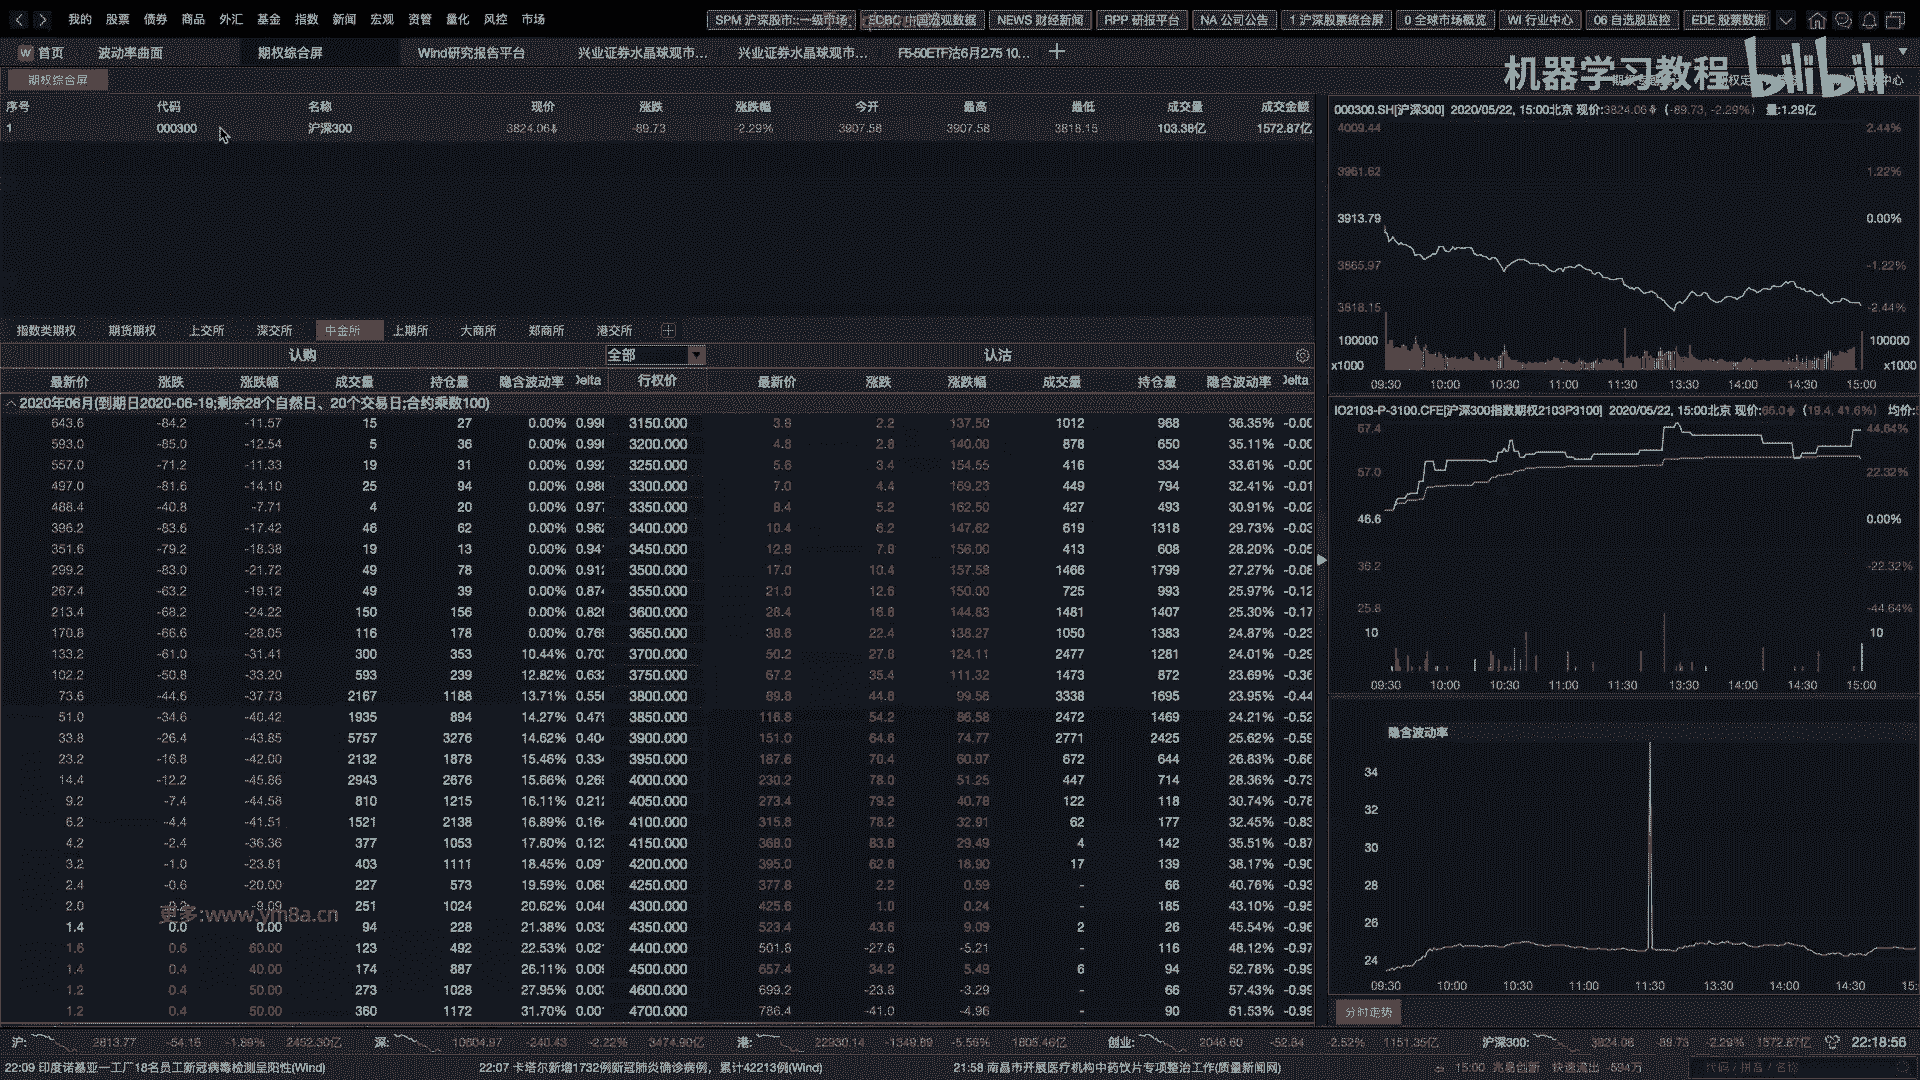 我的 股票 债券 商品 外汇 基金 指数 新闻 宏观 资管 量化 风控 市场
SPM 沪深股市::一级市场 ECBC 中国宏观数据 NEWS 财经新闻 RPP 研报平台 NA 公司公告 1 沪深股票综合屏 0 全球市场概览 WI 行业中心 06 自选股监控 EDE 股票数据
W 首页 波动率曲面 期权综合屏 Wind研究报告平台 兴业证券水晶球观市... 兴业证券水晶球观市... F5-50ETF沽6月2.75 10...
机器学习教程 bilibili
期权综合屏
序号 代码 名称 现价 涨跌 涨跌幅 今开 最高 最低 成交量 成交金额
1 000300 沪深300 3824.06 -89.73 -2.29% 3907.58 3907.58 3818.15 103.38亿 1572.87亿
指数类期权 期货期权 上交所 深交所 中金所 上期所 大商所 郑商所 港交所
认购 全部 认沽
最新价 涨跌 涨跌幅 成交量 持仓量 隐含波动率 Delta 行权价 最新价 涨跌 涨跌幅 成交量 持仓量 隐含波动率 Delta
2020年06月(到期日2020-06-19;剩余28个自然日、20个交易日;合约乘数100)
643.6 -84.2 -11.57 15 27 0.00% 3150.000 3.8 2.2 137.50 1012 968 36.35% -0.00
593.0 -85.0 -12.54 5 36 0.00% 3200.000 4.8 2.8 140.00 878 650 35.11% -0.00
557.0 -71.2 -11.33 19 31 0.00% 3250.000 5.6 3.4 154.55 416 334 33.61% -0.00
497.0 -81.6 -14.10 25 94 0.00% 3300.000 7.0 4.4 169.23 449 794 32.41% -0.01
488.4 -40.8 -7.71 4 20 0.00% 3350.000 8.4 5.2 162.50 427 493 30.91% -0.02
396.2 -83.6 -17.42 46 62 0.00% 3400.000 10.4 6.2 147.62 619 1318 29.73% -0.03
351.6 -79.2 -18.38 19 13 0.00% 3450.000 12.8 7.8 156.00 413 608 28.20% -0.05
299.2 -83.0 -21.72 49 78 0.00% 3500.000 17.0 10.4 157.58 1466 1799 27.27% -0.08
267.4 -63.2 -19.12 49 39 0.00% 3550.000 21.0 12.6 150.00 725 993 25.97% -0.12
213.4 -68.2 -24.22 150 156 0.00% 3600.000 28.4 16.8 144.83 1481 1407 25.30% -0.17
170.8 -66.6 -28.05 116 178 0.00% 3650.000 38.6 22.4 138.27 1050 1383 24.87% -0.23
133.2 -61.0 -31.41 300 353 10.44% 3700.000 50.2 27.8 124.11 2477 1281 24.01% -0.29
102.2 -50.8 -33.20 593 239 12.82% 3750.000 67.2 35.4 111.32 1473 872 23.69% -0.36
73.6 -44.6 -37.73 2167 1188 13.71% 3800.000 89.8 44.8 99.56 3338 1695 23.95% -0.44
51.0 -34.6 -40.42 1935 894 14.27% 3850.000 116.8 54.2 86.58 2472 1469 24.21% -0.52
33.8 -26.4 -43.85 5757 3276 14.62% 3900.000 151.0 64.6 74.77 2771 2425 25.62% -0.59
23.2 -16.8 -42.00 2132 1878 15.46% 3950.000 187.6 70.4 60.07 672 644 26.83% -0.66
14.4 -12.2 -45.86 2943 2676 15.66% 4000.000 230.2 78.0 51.25 447 714 28.36% -0.73
9.2 -7.4 -44.58 810 1215 16.11% 4050.000 273.4 79.2 40.78 122 118 30.74% -0.78
6.2 -4.4 -41.51 1521 2138 16.89% 4100.000 315.8 78.2 32.91 62 177 32.45% -0.83
4.2 -2.4 -36.36 377 1053 17.60% 4150.000 368.0 83.8 29.49 4 142 35.51% -0.87
3.2 -1.0 -23.81 403 1111 18.45% 4200.000 395.0 62.8 18.90 17 139 38.17% -0.90
2.4 -0.6 -20.00 227 573 19.59% 4250.000 377.8 2.2 0.59 - 66 40.76% -0.93
2.0 -0.2 -9.09 251 1024 20.62% 4300.000 425.6 1.0 0.24 - 185 43.10% -0.95
更多:www.ym8a.cn
1.4 0.0 0.00 94 228 21.38% 4350.000 523.4 43.6 9.09 2 26 45.54% -0.96
1.6 0.6 60.00 123 492 22.53% 4400.000 501.8 -27.6 -5.21 - 116 48.12% -0.97
1.4 0.4 40.00 174 887 26.11% 4500.000 657.4 34.2 5.49 6 94 52.78% -0.99
1.2 0.4 50.00 273 1028 27.95% 4600.000 699.2 -23.8 -3.29 - 66 57.43% -0.99
1.2 0.4 50.00 360 1172 31.70% 4700.000 786.4 -41.0 -4.96 - 90 61.53% -0.99
000300.SH[沪深300] 2020/05/22, 15:00北京 现价:3824.06 (-89.73, -2.29%) 量:1.29亿
4009.44 2.44%
3961.62 1.22%
3913.79 0.00%
3865.97 -1.22%
3818.15 -2.44%
100000 100000
x1000 x1000
09:30 10:00 10:30 11:00 11:30 13:30 14:00 14:30 15:00
IO2103-P-3100.CFE[沪深300指数期权2103P3100] 2020/05/22, 15:00北京 现价:66.0 (19.4, 41.6%) 均价:
67.4 44.64%
57.0 22.32%
46.6 0.00%
36.2 -22.32%
25.8 -44.64%
10 10
09:30 10:00 10:30 11:00 11:30 13:30 14:00 14:30 15:00
隐含波动率
34
32
30
28
26
24
09:30 10:00 10:30 11:00 11:30 13:30 14:00 14:30 15:
分时走势
沪: 2813.77 -54.16 -1.89% 2452.30亿 深: 10604.97 -240.43 -2.22% 3474.90亿 港: 22930.14 -1349.89 -5.56% 1805.46亿 创业: 2046.60 -52.84 -2.52% 1151.35亿 沪深300: 3824.06 -89.73 -2.29% 1572.87亿 22:18:56
22:09 印度诺基亚一工厂18名员工新冠病毒检测呈阳性(Wind) 22:07 卡塔尔新增1732例新冠肺炎确诊病例，累计42213例(Wind) 21:58 南昌市开展医疗机构中药饮片专项整治工作(质量新闻网) 15:00 兆易创新 快速流出 -594万 代码 / 拼音 / 名称